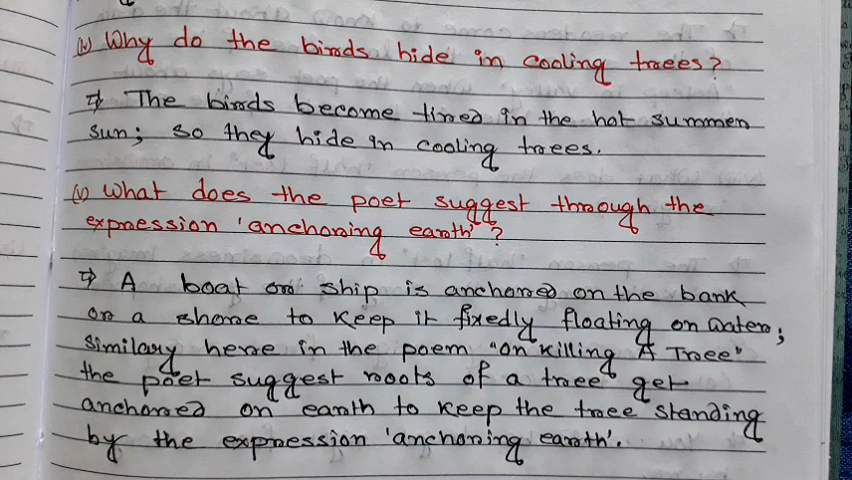 (iv) Why do the birds hide in cooling trees?
⇒ The birds become tired in the hot summer
sun; so they hide in cooling trees.
(v) What does the poet suggest through the
expression 'anchoring earth'?
⇒ A boat or ship is anchored on the bank
or a shore to keep it fixedly floating on water;
similary here in the poem "On Killing A Tree"
the poet suggest roots of a tree get
anchored on earth to keep the tree standing
by the expression 'anchoring earth'.